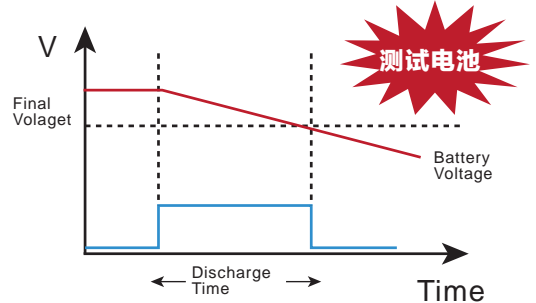 V
测试电池
Final
Volaget
Battery
Voltage
Discharge
Time
Time